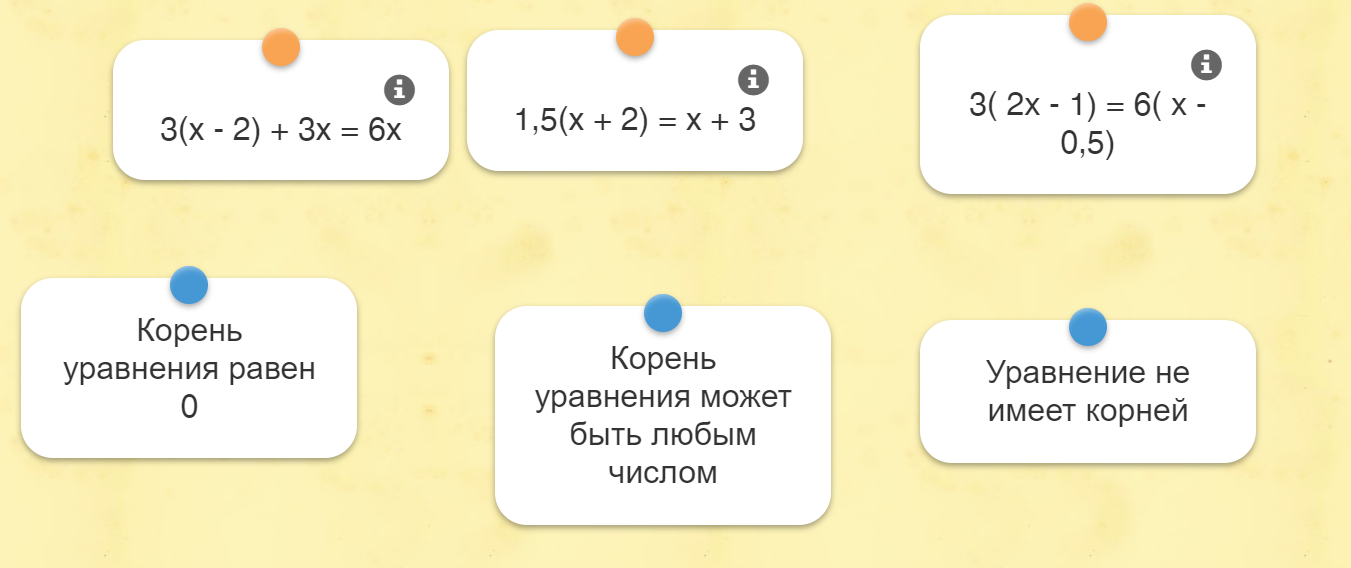 3(x - 2) + 3x = 6x
1,5(x + 2) = x + 3
3( 2x - 1) = 6( x -
0,5)
Корень
уравнения равен
0
Корень
уравнения может
быть любым
числом
Уравнение не
имеет корней